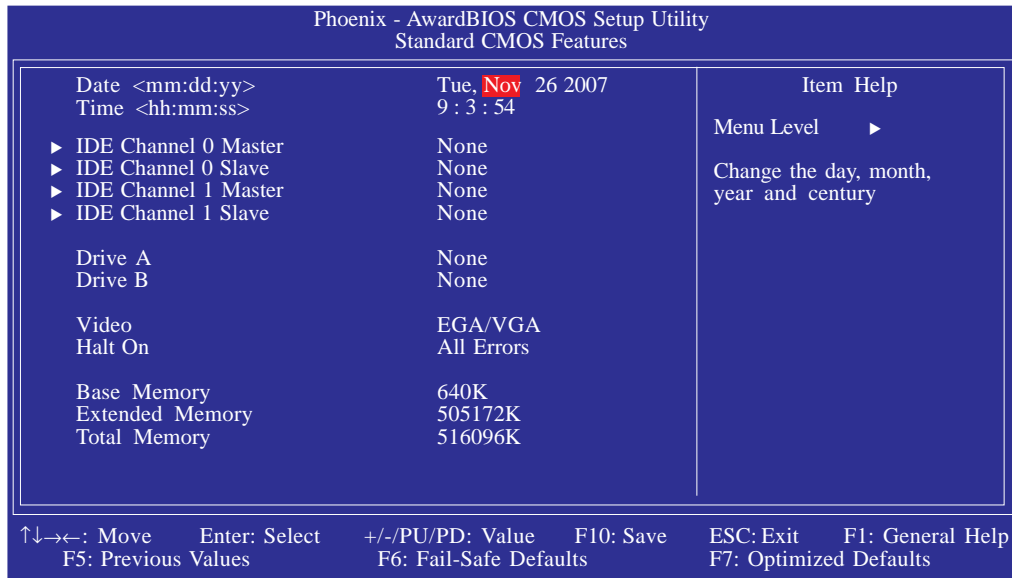 Phoenix - AwardBIOS CMOS Setup Utility
Standard CMOS Features
Date <mm:dd:yy> Tue, Nov 26 2007
Time <hh:mm:ss> 9 : 3 : 54
▶ IDE Channel 0 Master None
▶ IDE Channel 0 Slave None
▶ IDE Channel 1 Master None
▶ IDE Channel 1 Slave None
Drive A None
Drive B None
Video EGA/VGA
Halt On All Errors
Base Memory 640K
Extended Memory 505172K
Total Memory 516096K
Item Help
Menu Level ▶
Change the day, month,
year and century
↑↓→←: Move Enter: Select +/-/PU/PD: Value F10: Save ESC: Exit F1: General Help
F5: Previous Values F6: Fail-Safe Defaults F7: Optimized Defaults